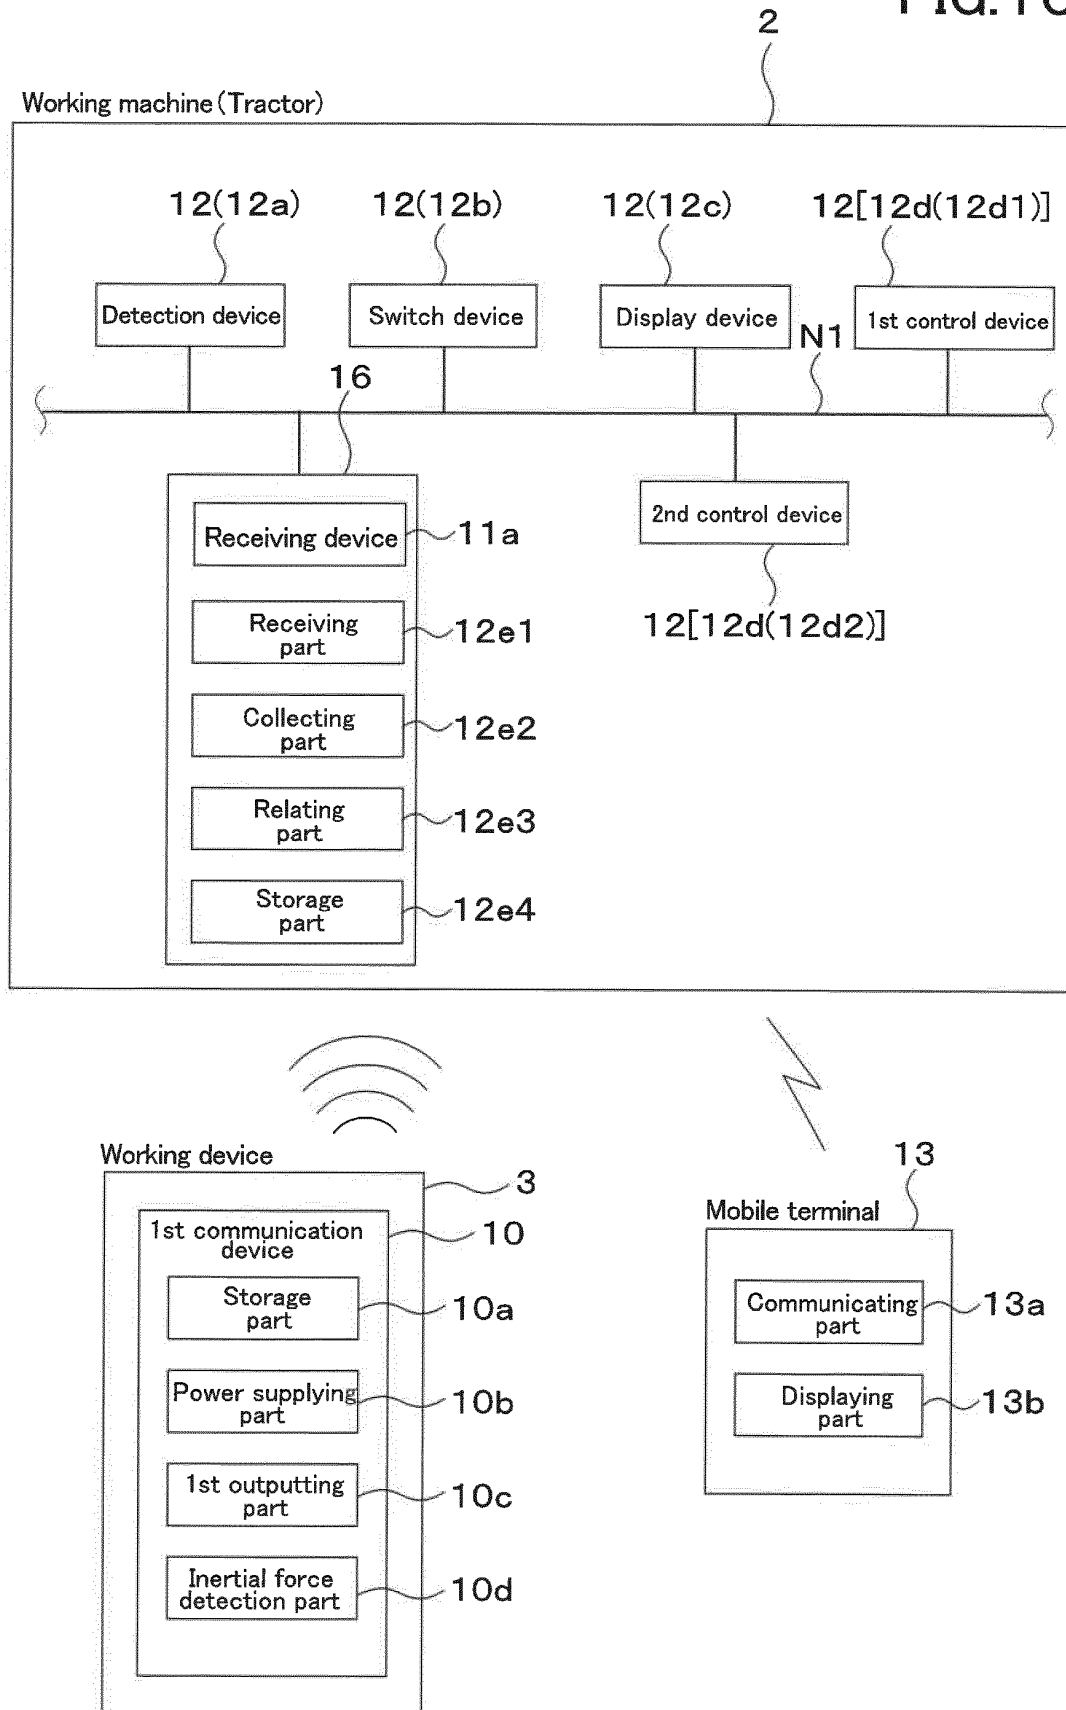 2
Working machine(Tractor)
12(12a)
12(12b)
12(12c)
12[12d(12d1)]
Detection device
Switch device
Display device
1st control device
N1
16
Receiving device
11a
2nd control device
12[12d(12d2)]
Receiving
part
12e1
Collecting
part
12e2
Relating
part
12e3
Storage
part
12e4
Working device
3
1st communication
device
10
Storage
part
10a
Power supplying
part
10b
1st outputting
part
10c
Inertial force
detection part
10d
13
Mobile terminal
Communicating
part
13a
Displaying
part
13b